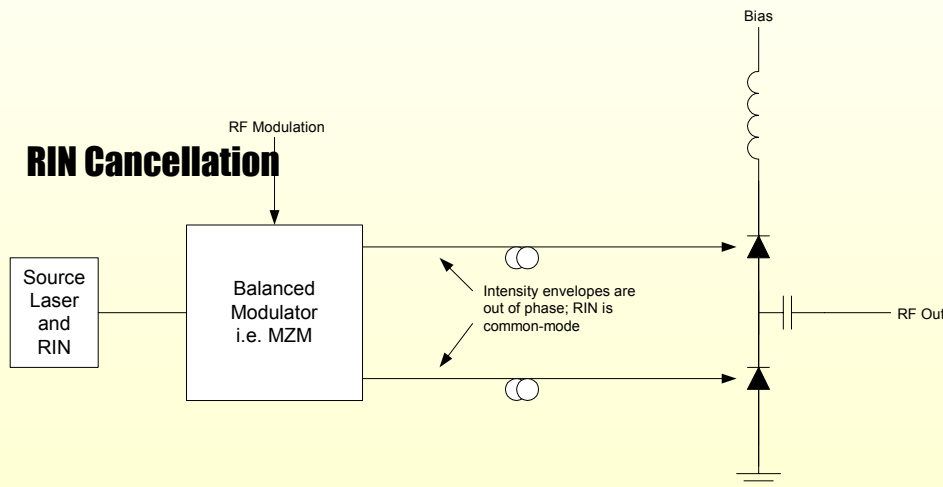 Bias
RF Modulation
RIN Cancellation
Source
Laser
and
RIN
Balanced
Modulator
i.e. MZM
Intensity envelopes are
out of phase; RIN is
common-mode
RF Out